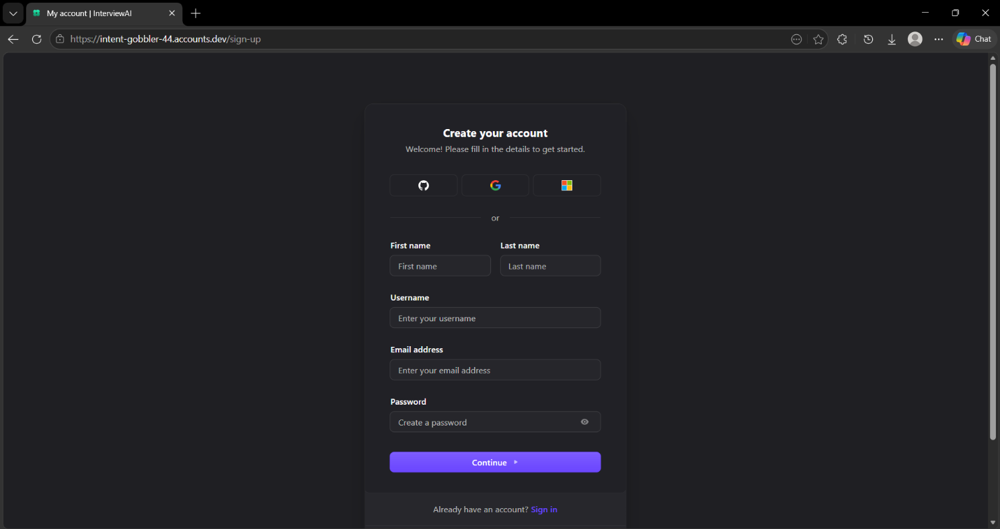 My account | InterviewAI
https://intent-gobbler-44.accounts.dev/sign-up
Chat
Create your account
Welcome! Please fill in the details to get started.
or
First name Last name
First name Last name
Username
Enter your username
Email address
Enter your email address
Password
Create a password
Continue
Already have an account? Sign in